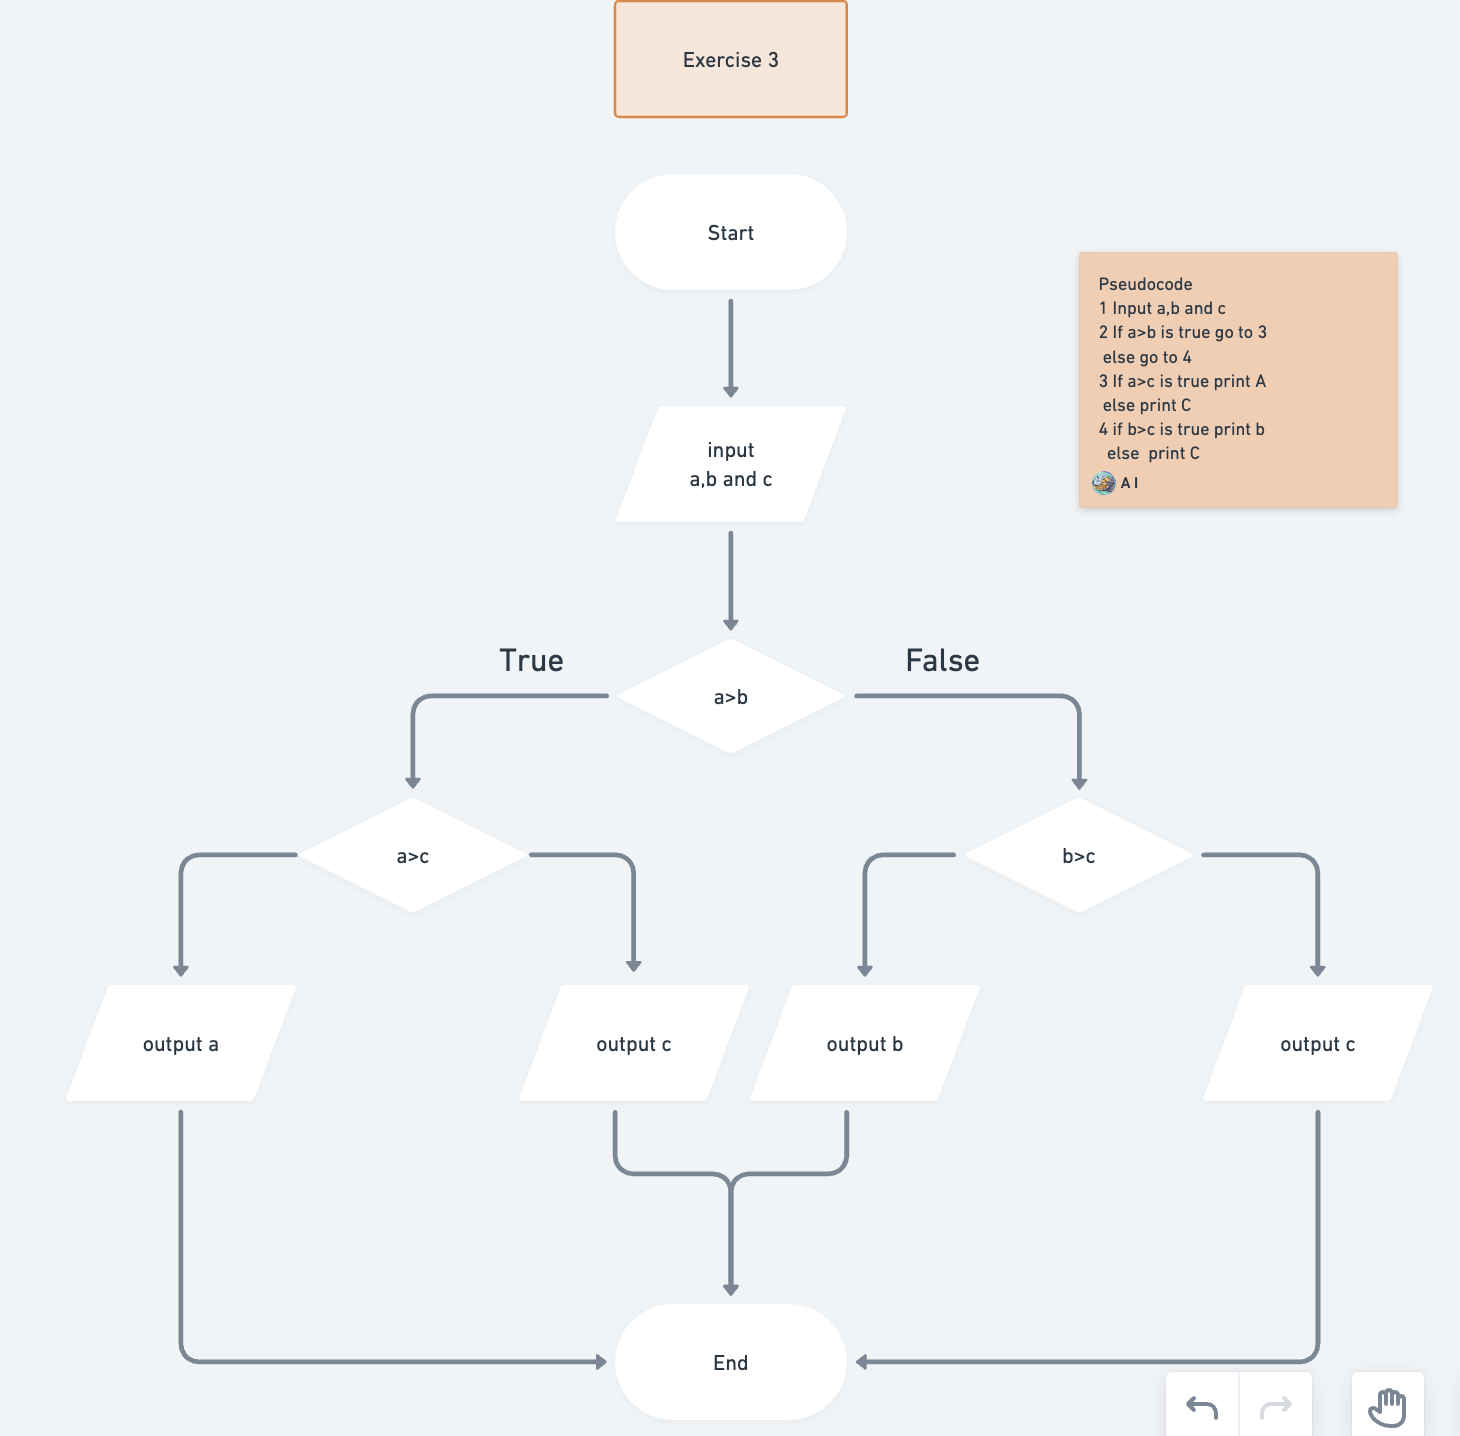 Exercise 3
Start
Pseudocode
1 Input a,b and c
2 If a>b is true go to 3
else go to 4
3 If a>c is true print A
else print C
4 if b>c is true print b
else  print C
A I
input
a,b and c
True
False
a>b
a>c
b>c
output a
output c
output b
output c
End